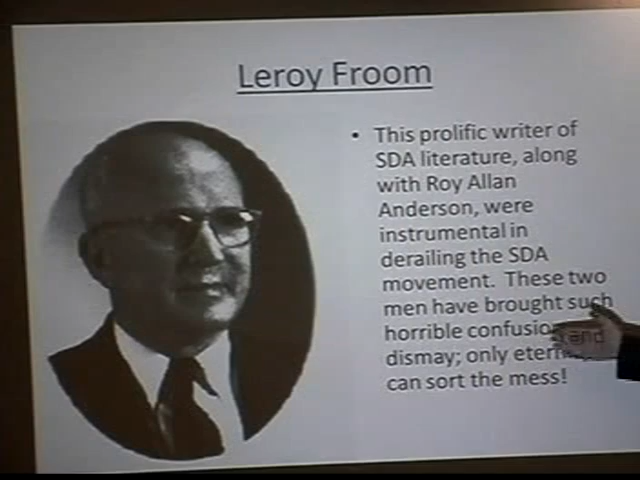 Leroy Froom
• This prolific writer of
SDA literature, along
with Roy Allan
Anderson, were
instrumental in
derailing the SDA
movement. These two
men have brought such
horrible confusion and
dismay; only
can sort the mess!